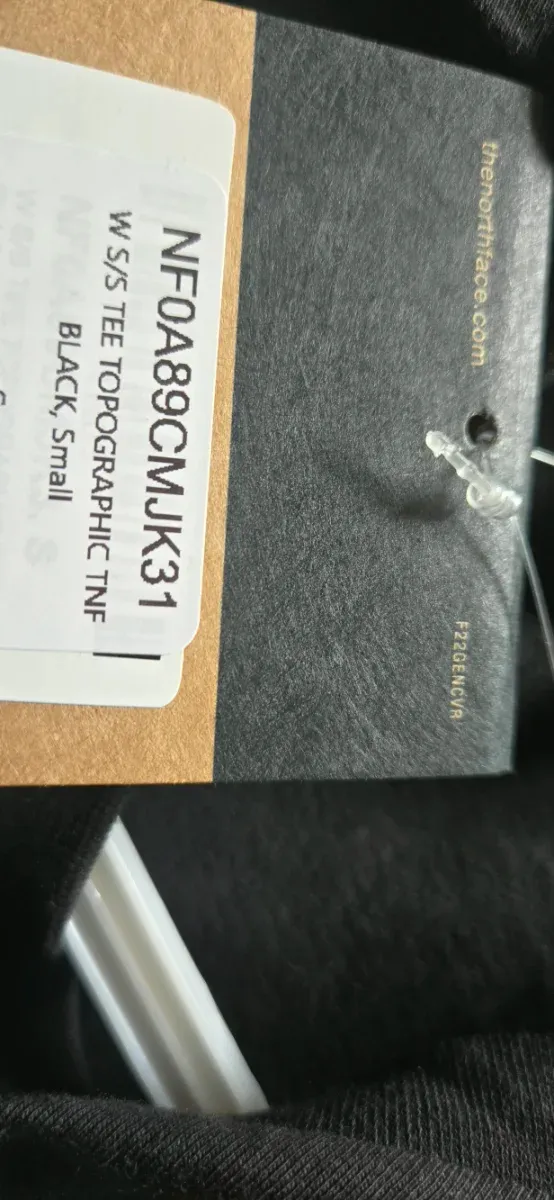 thenorthface.com
F22GENCVR
NF0A89CMJK31
W S/S TEE TOPOGRAPHIC TNF
BLACK, Small